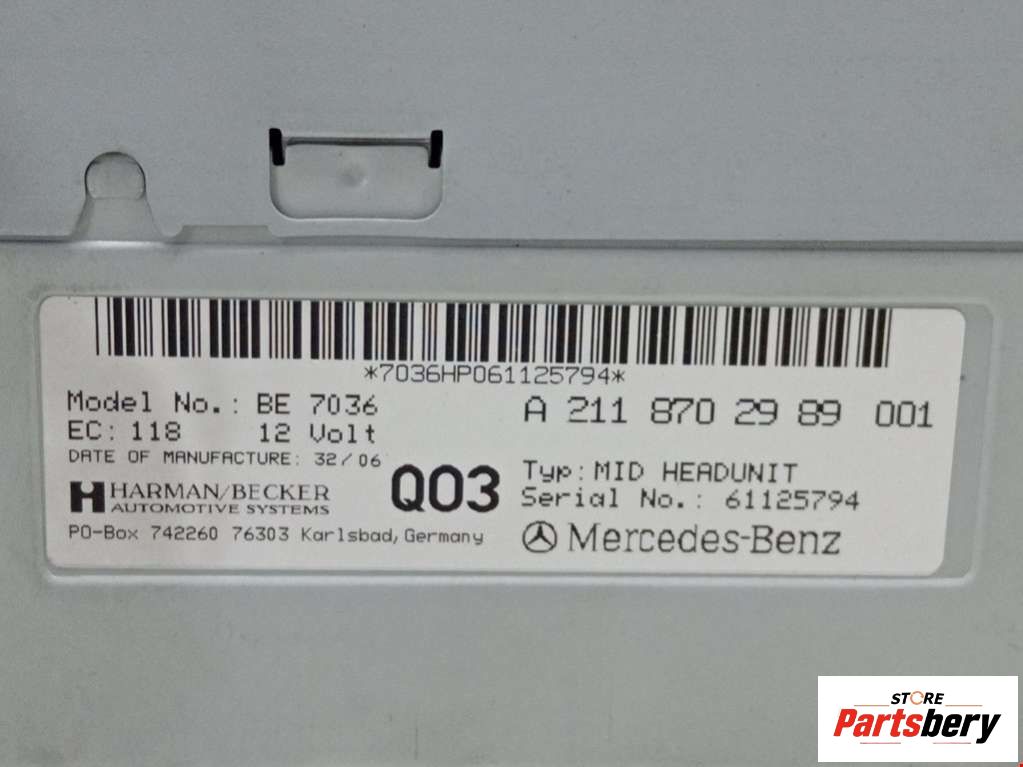 *7036HP061125794*
Model No.: BE 7036
EC: 118 12 Volt
DATE OF MANUFACTURE: 32/06
HARMAN/BECKER
AUTOMOTIVE SYSTEMS
Q03
PO-Box 742260 76303 Karlsbad, Germany
A 211 870 29 89 001
Typ: MID HEADUNIT
Serial No.: 61125794
Mercedes-Benz
STORE
Partsbery